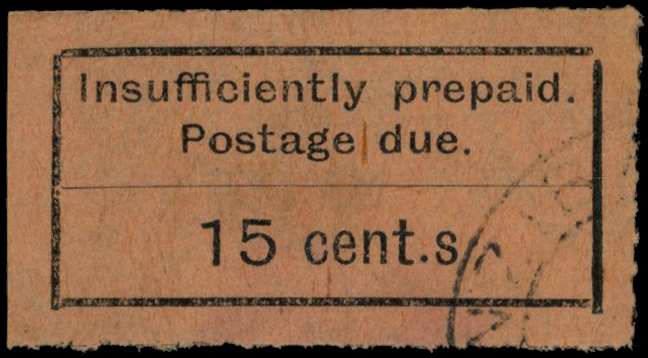 Insufficiently prepaid.
Postage due.
15 cent.s